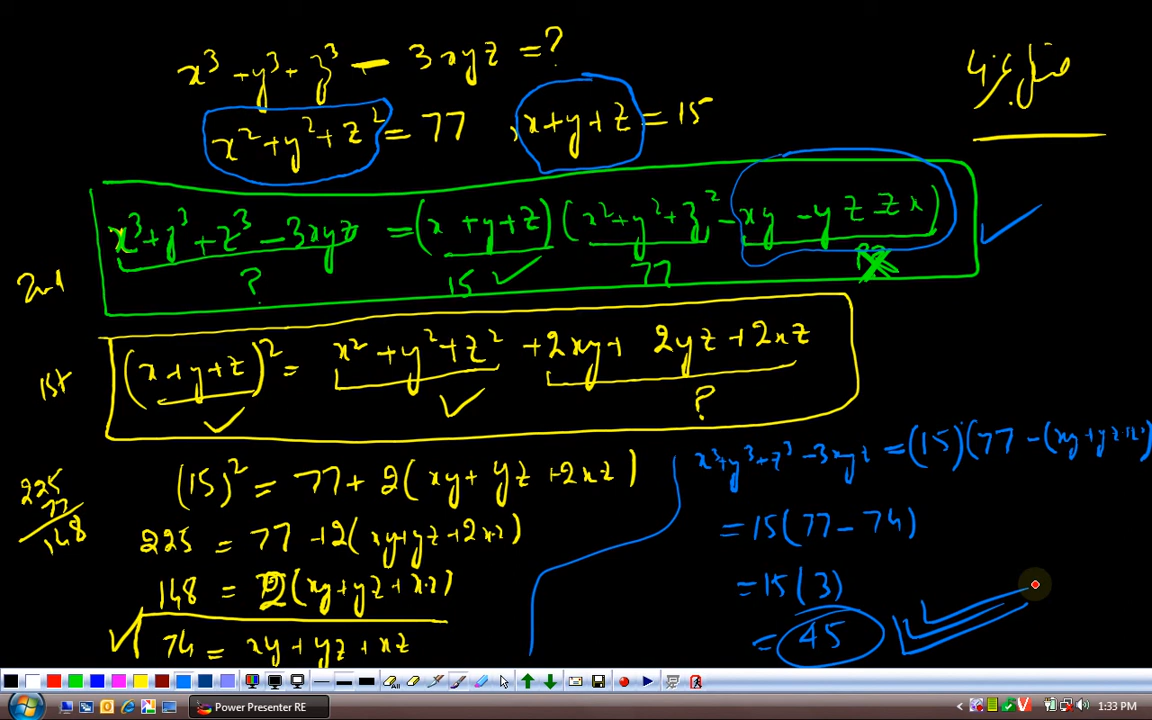 x³ + y³ + z³ - 3xyz = ?
مثال ۴
x² + y² + z² = 77 , x + y + z = 15
x³ + y³ + z³ - 3xyz = (x + y + z)(x² + y² + z² - xy - yz - zx)
2nd
? 15 ✓ 77
(x + y + z)² = x² + y² + z² + 2xy + 2yz + 2xz
1st
?
(15)² = 77 + 2(xy + yz + 2xz)
225 = 77 + 2(xy + yz + 2xz)
148 = 2(xy + yz + xz)
74 = xy + yz + xz
225
77
148
x³ + y³ + z³ - 3xyz = (15)(77 - (xy + yz + xz)
= 15(77 - 74)
= 15(3)
= 45
Power Presenter RE
1:33 PM